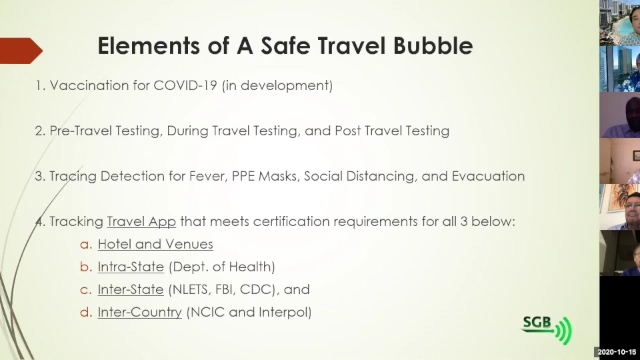 Elements of A Safe Travel Bubble
1. Vaccination for COVID-19 (in development)
2. Pre-Travel Testing, During Travel Testing, and Post Travel Testing
3. Tracing Detection for Fever, PPE Masks, Social Distancing, and Evacuation
4. Tracking Travel App that meets certification requirements for all 3 below:
a. Hotel and Venues
b. Intra-State (Dept. of Health)
c. Inter-State (NLETS, FBI, CDC), and
d. Inter-Country (NCIC and Interpol)
SGB
2020-10-15